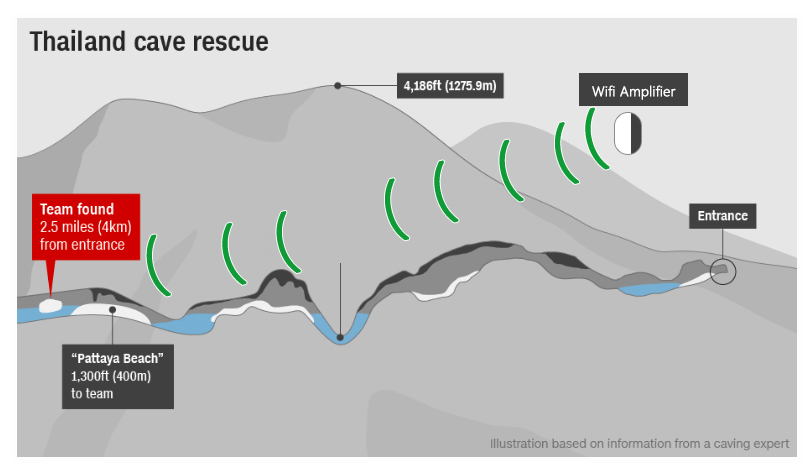 Thailand cave rescue
4,186ft (1275.9m)
Wifi Amplifier
Team found
2.5 miles (4km)
from entrance
Entrance
“Pattaya Beach”
1,300ft (400m)
to team
Illustration based on information from a caving expert